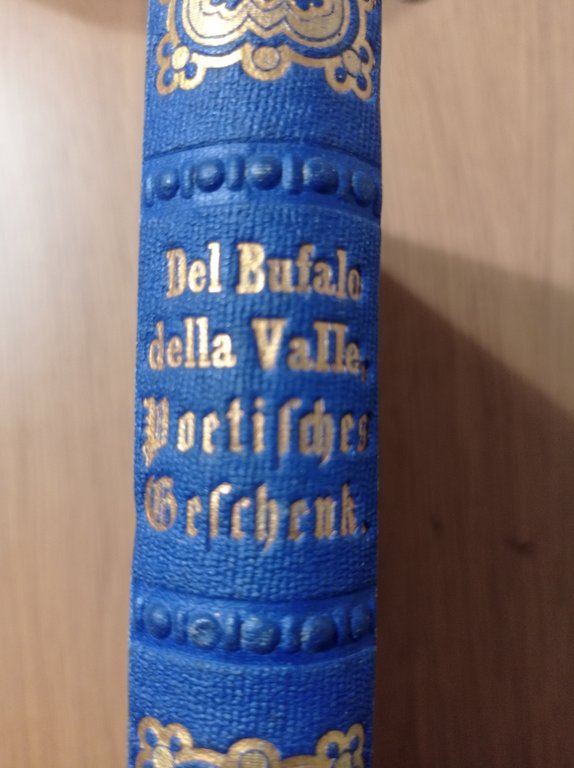 Del Bufalo
della Valle,
Poetiſches
Geſchenk.